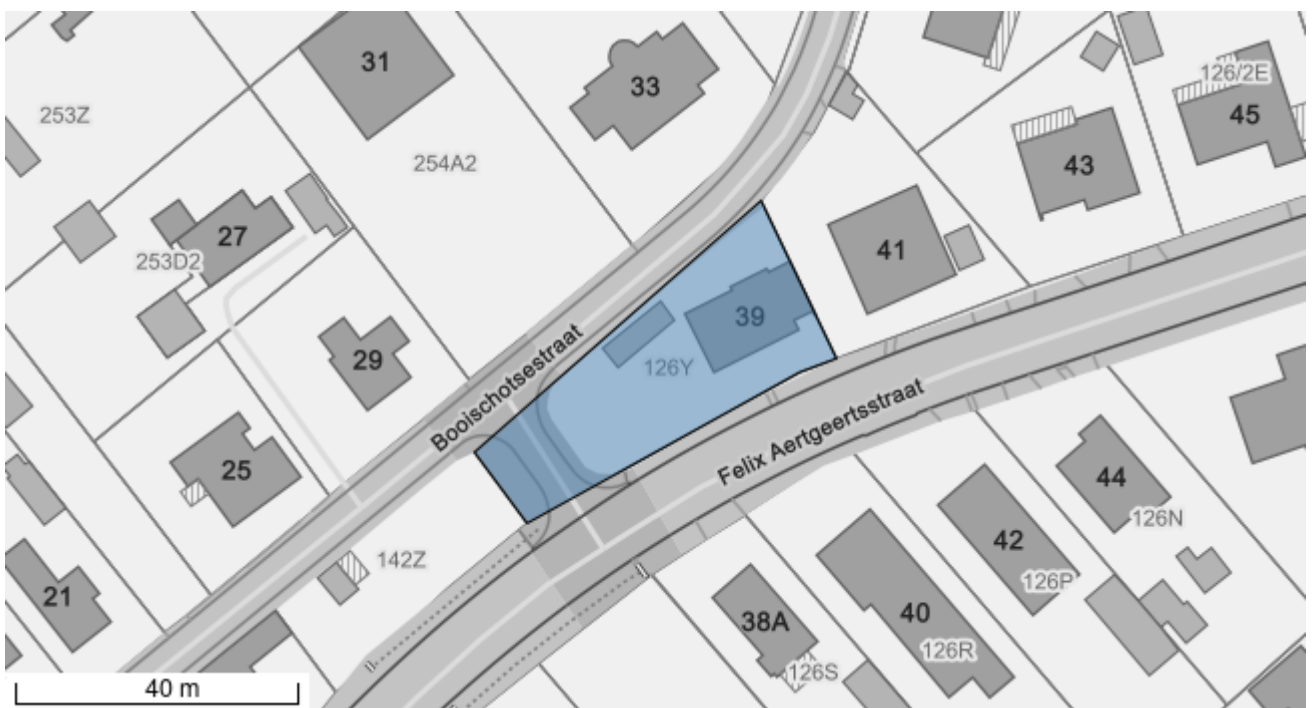 31
33
126/2E
45
253Z
254A2
43
27
253D2
41
39
29
126Y
Booischotsestraat
Felix Aertgeertsstraat
25
44
126N
42
142Z
126P
21
38A
40
126R
126S
40 m